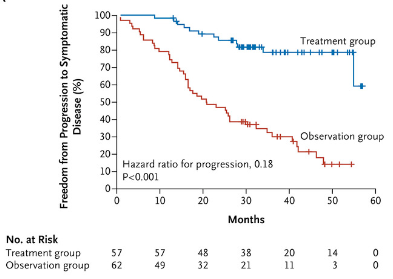 Freedom from Progression to Symptomatic
Disease (%)
100
90
80
70
60
50
40
30
20
10
0
Treatment group
Observation group
Hazard ratio for progression, 0.18
P<0.001
0 10 20 30 40 50 60
Months
No. at Risk
Treatment group 57 57 48 38 20 14 0
Observation group 62 49 32 21 11 3 0